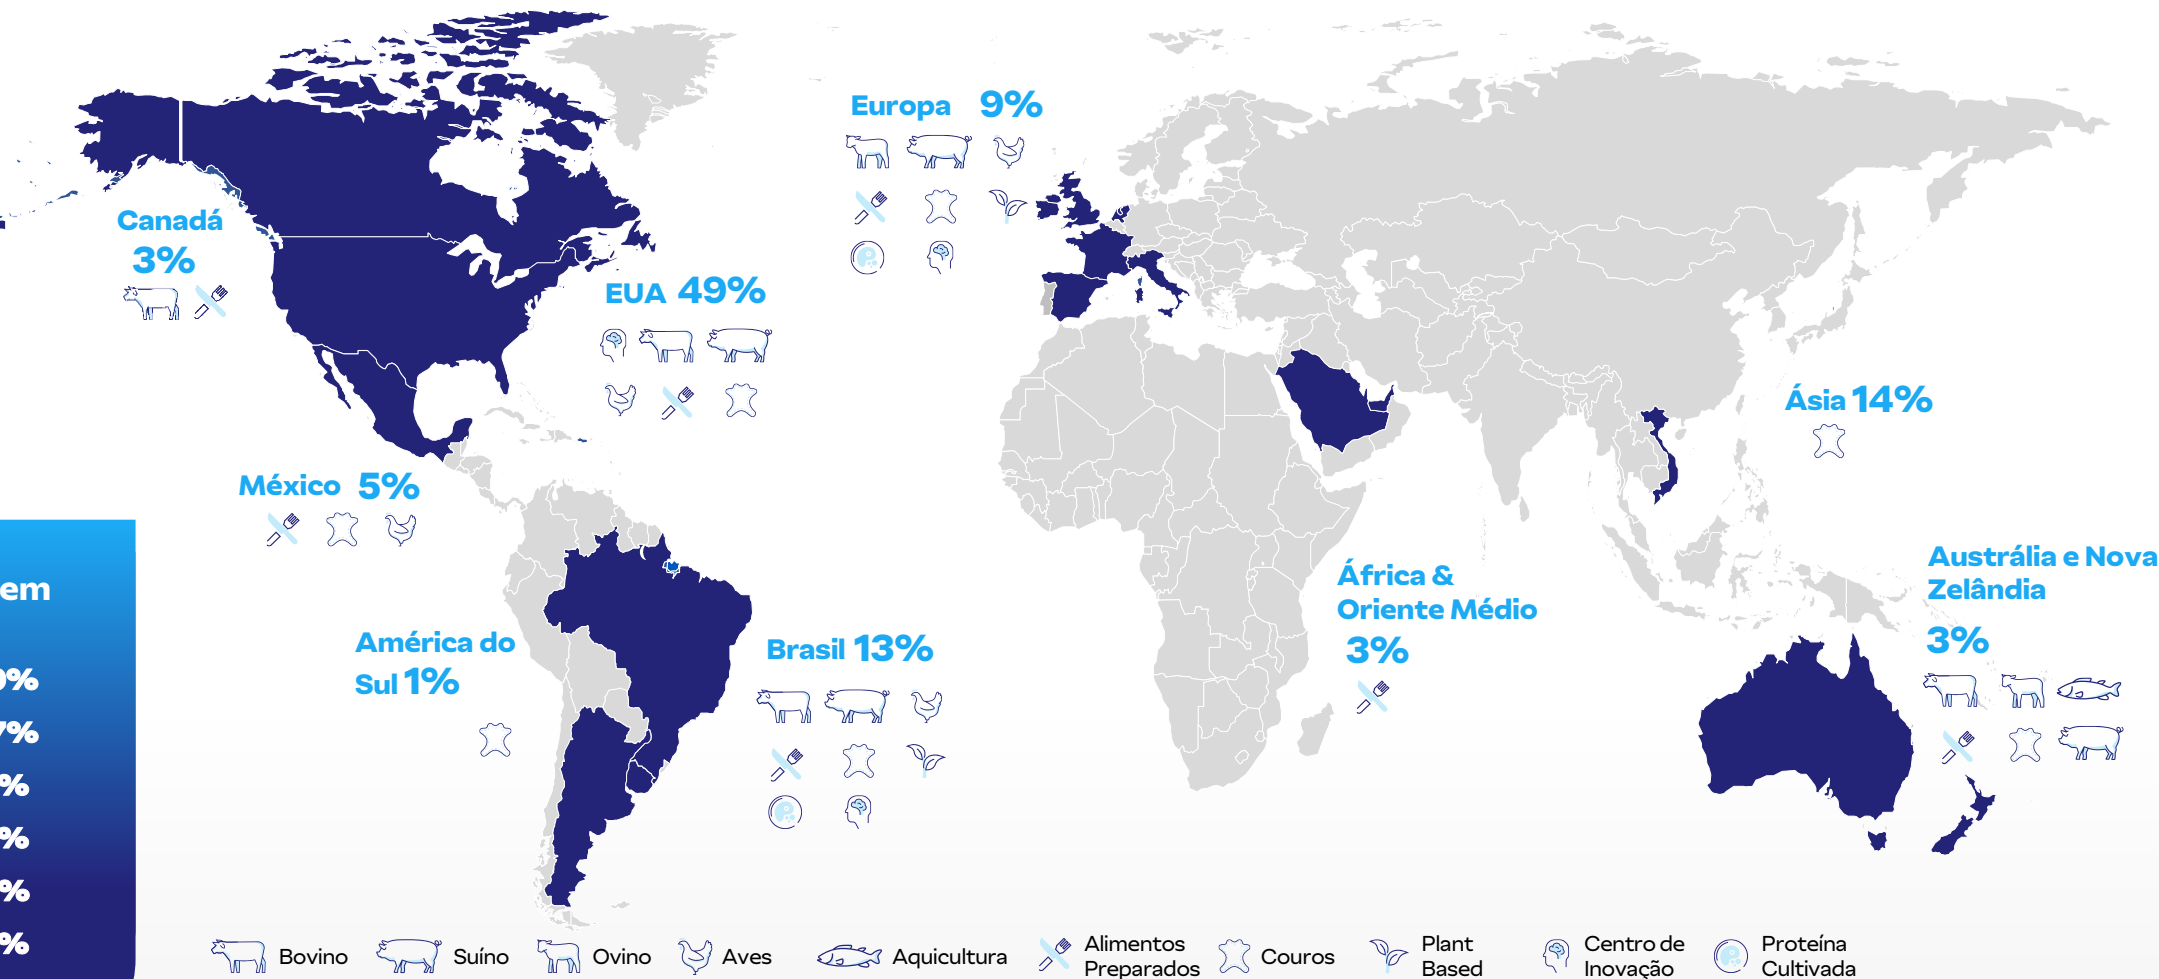 Europa 9%
Canadá
3%
EUA 49%
Ásia 14%
México 5%
em
África &
Oriente Médio
3%
Austrália e Nova
Zelândia
3%
América do
Sul 1%
Brasil 13%
%
%
%
%
Bovino
Suíno
Ovino
Aves
Aquicultura
Alimentos
Preparados
Couros
Plant
Based
Centro de
Inovação
Proteína
Cultivada